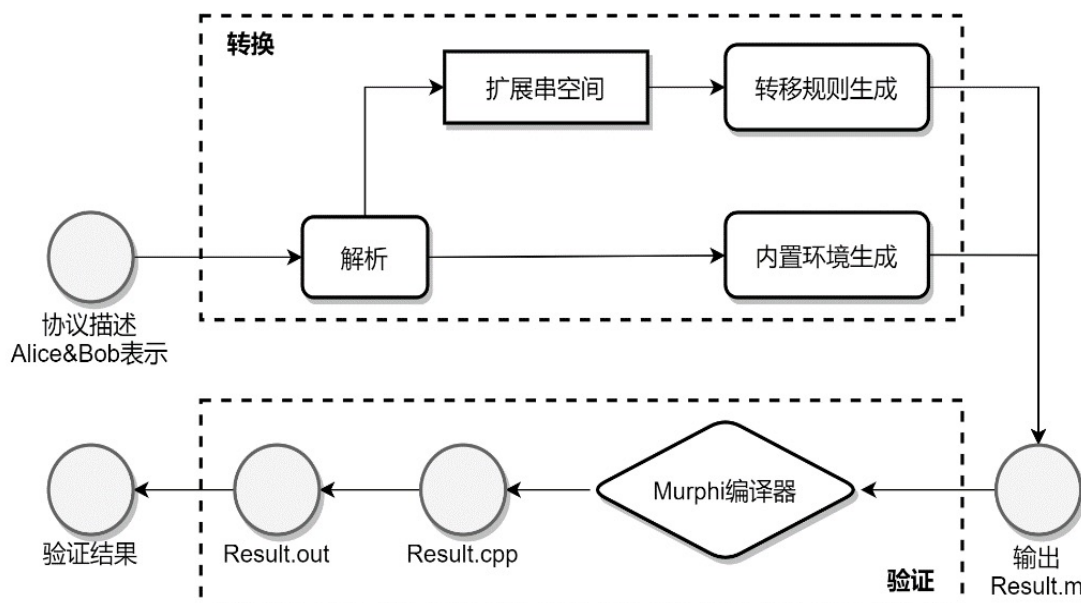 转换
扩展串空间
转移规则生成
解析
内置环境生成
协议描述
Alice&Bob表示
Murphi编译器
验证结果
Result.out
Result.cpp
验证
输出
Result.m